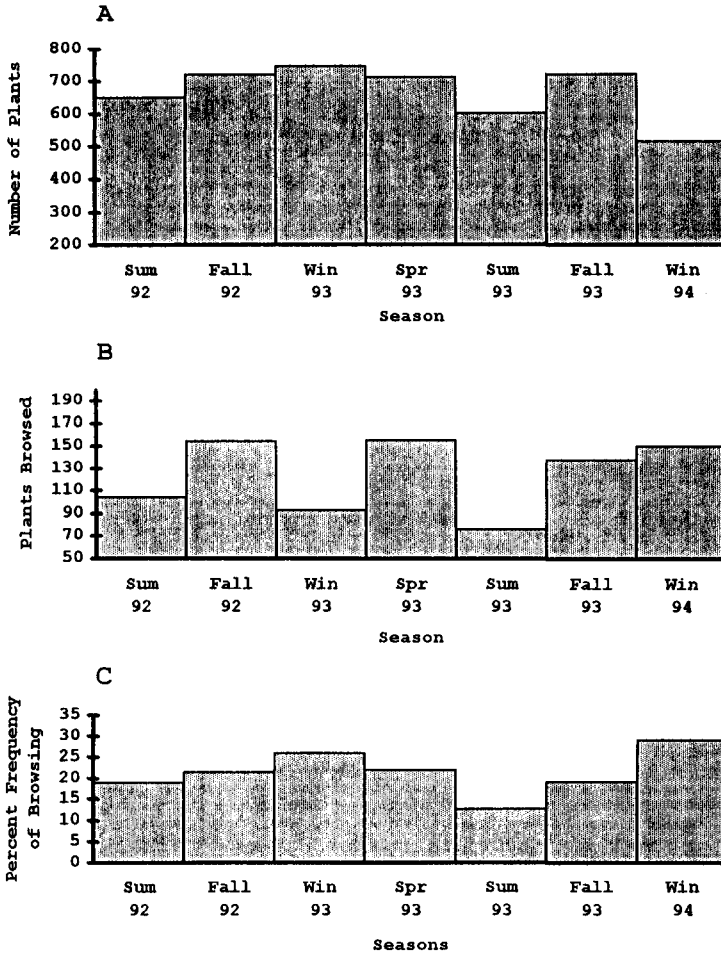 A
Number of Plants
800
700
600
500
400
300
200
Sum Fall Win Spr Sum Fall Win
92 92 93 93 93 93 94
Season
B
Plants Browsed
190
170
150
130
110
90
70
50
Sum Fall Win Spr Sum Fall Win
92 92 93 93 93 93 94
Season
C
Percent Frequency
of Browsing
35
30
25
20
15
10
5
0
Sum Fall Win Spr Sum Fall Win
92 92 93 93 93 93 94
Seasons